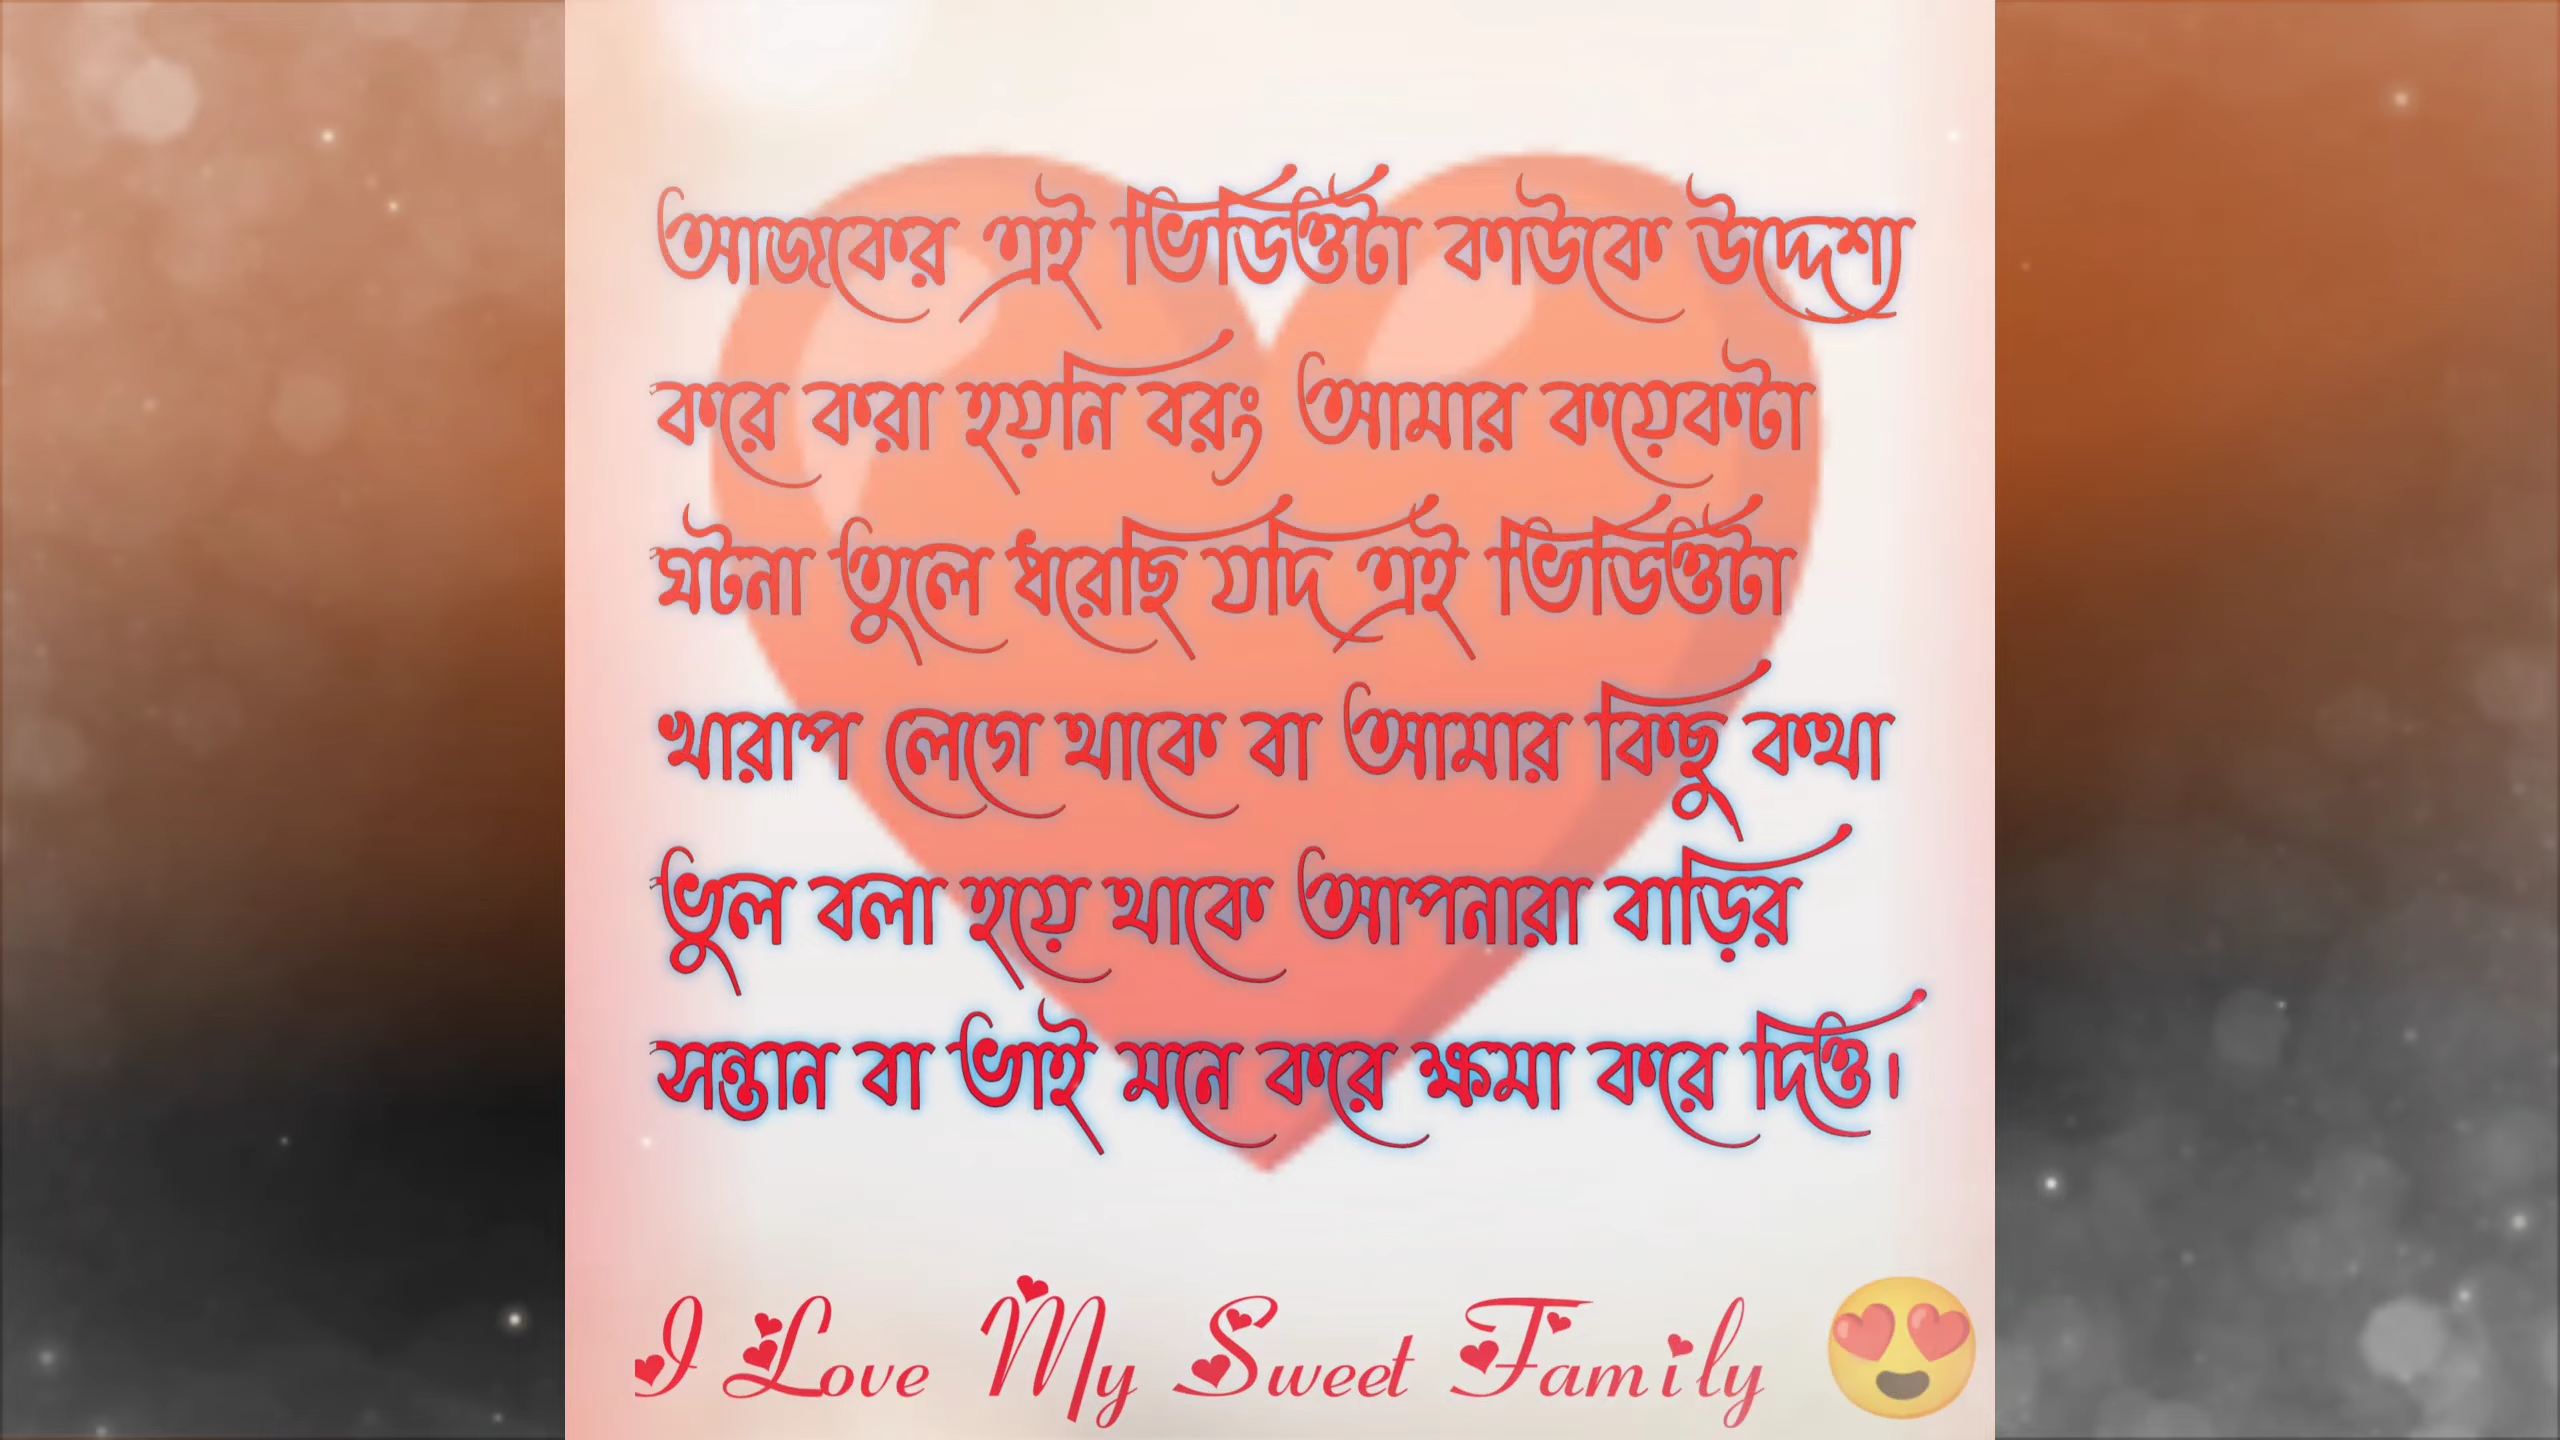 আজকের এই ভিডিওটা কাউকে উদ্দেশ্য
করে করা হয়নি বরং আমার কয়েকটা
ঘটনা তুলে ধরেছি যদি এই ভিডিওটা
খারাপ লেগে থাকে বা আমার কিছু কথা
ভুল বলা হয়ে থাকে আপনারা বাড়ির
সন্তান বা ভাই মনে করে ক্ষমা করে দিও।
I Love My Sweet Family 😍